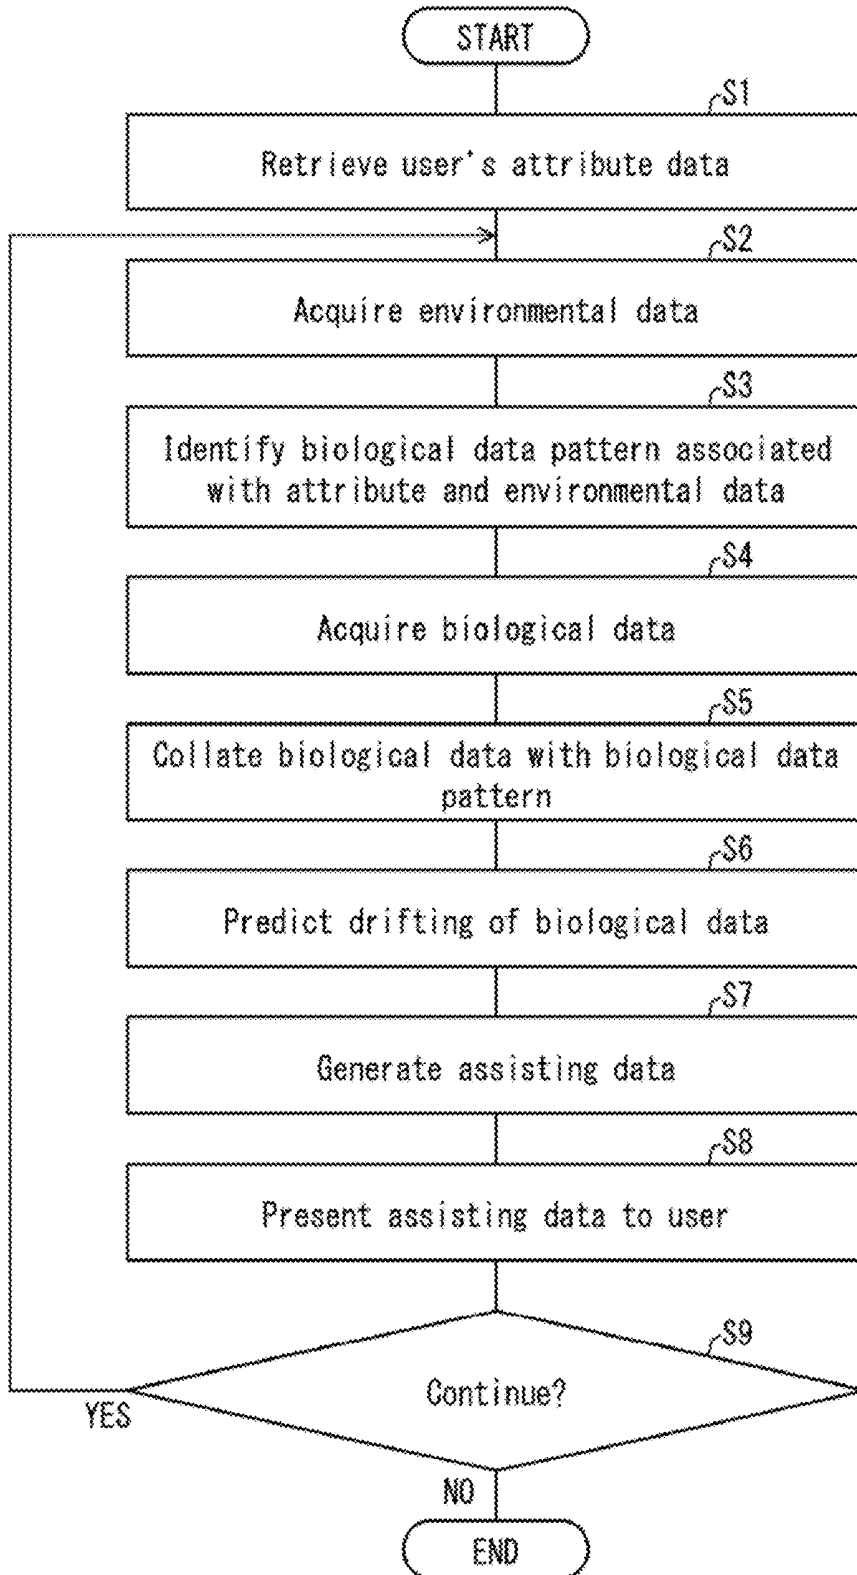 START
S1
Retrieve user's attribute data
S2
Acquire environmental data
S3
Identify biological data pattern associated
with attribute and environmental data
S4
Acquire biological data
S5
Collate biological data with biological data
pattern
S6
Predict drifting of biological data
S7
Generate assisting data
S8
Present assisting data to user
S9
Continue?
YES
NO
END